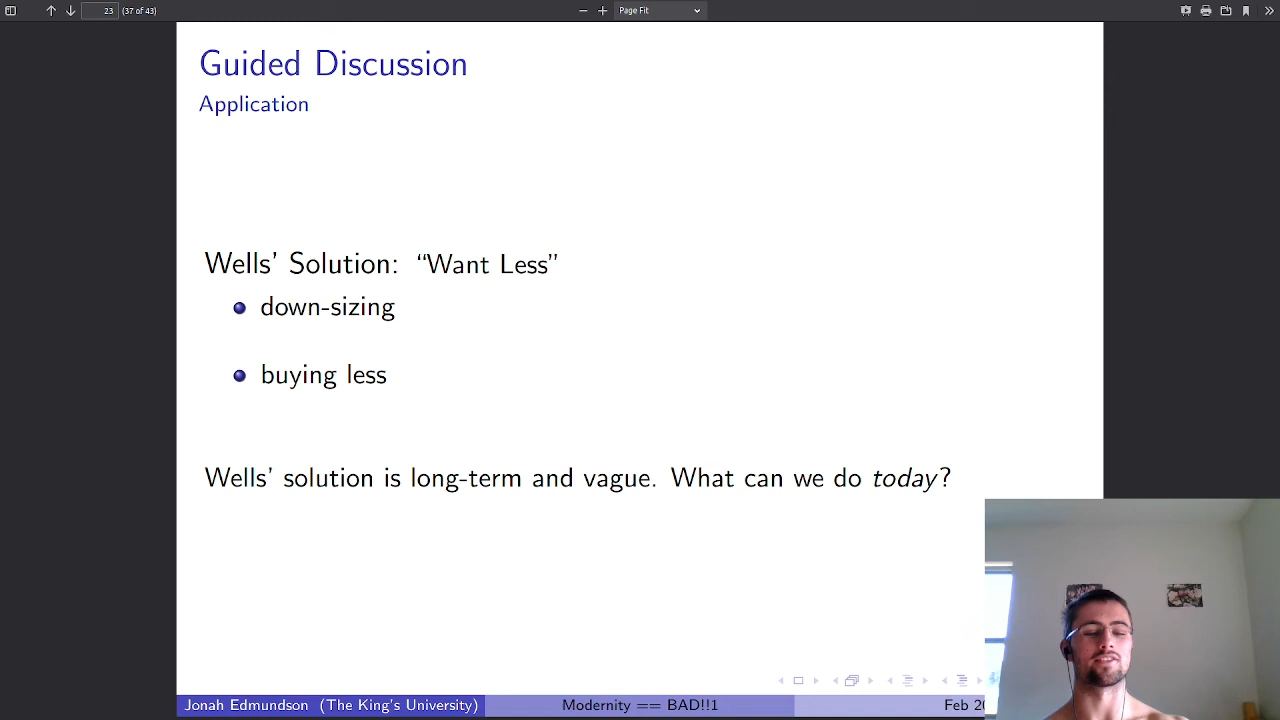 23 (37 of 43) Page Fit
Guided Discussion
Application
Wells’ Solution: “Want Less”
down-sizing
buying less
Wells’ solution is long-term and vague. What can we do today?
Jonah Edmundson (The King’s University) Modernity == BAD!!1 Feb